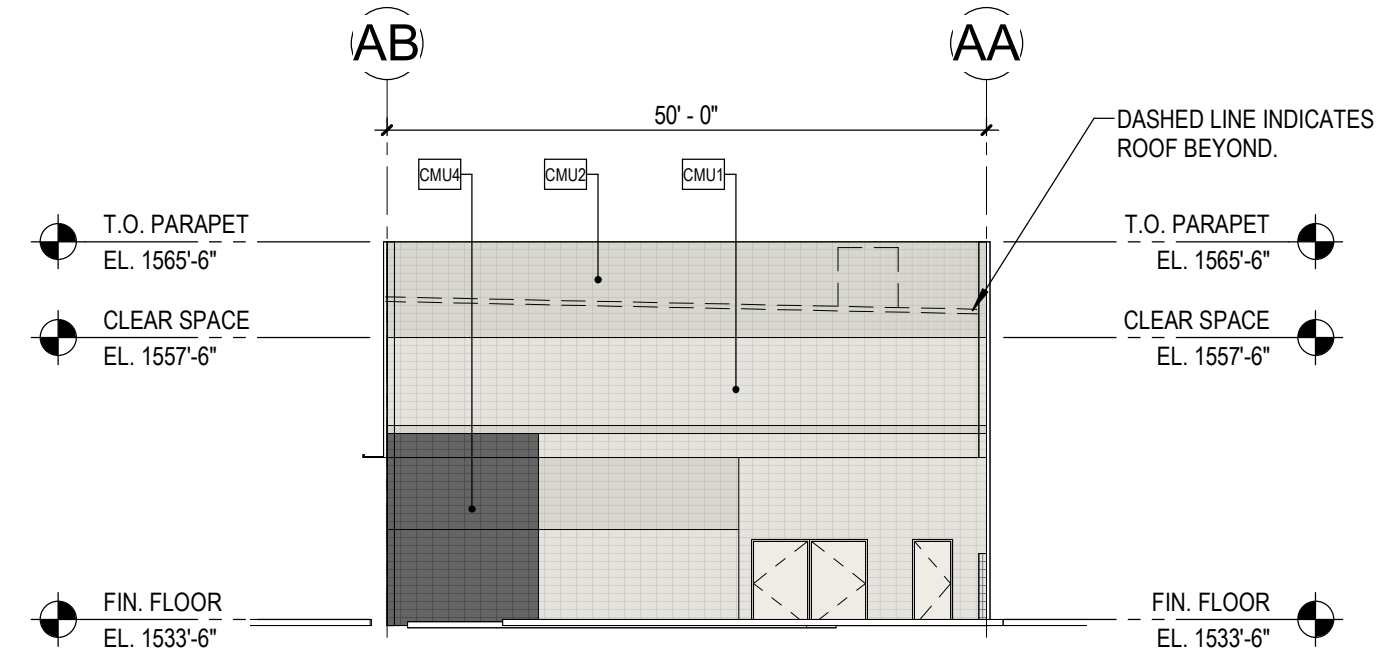 AB
AA
50' - 0"
DASHED LINE INDICATES
ROOF BEYOND.
CMU4
CMU2
CMU1
T.O. PARAPET
EL. 1565'-6"
T.O. PARAPET
EL. 1565'-6"
CLEAR SPACE
EL. 1557'-6"
CLEAR SPACE
EL. 1557'-6"
FIN. FLOOR
EL. 1533'-6"
FIN. FLOOR
EL. 1533'-6"